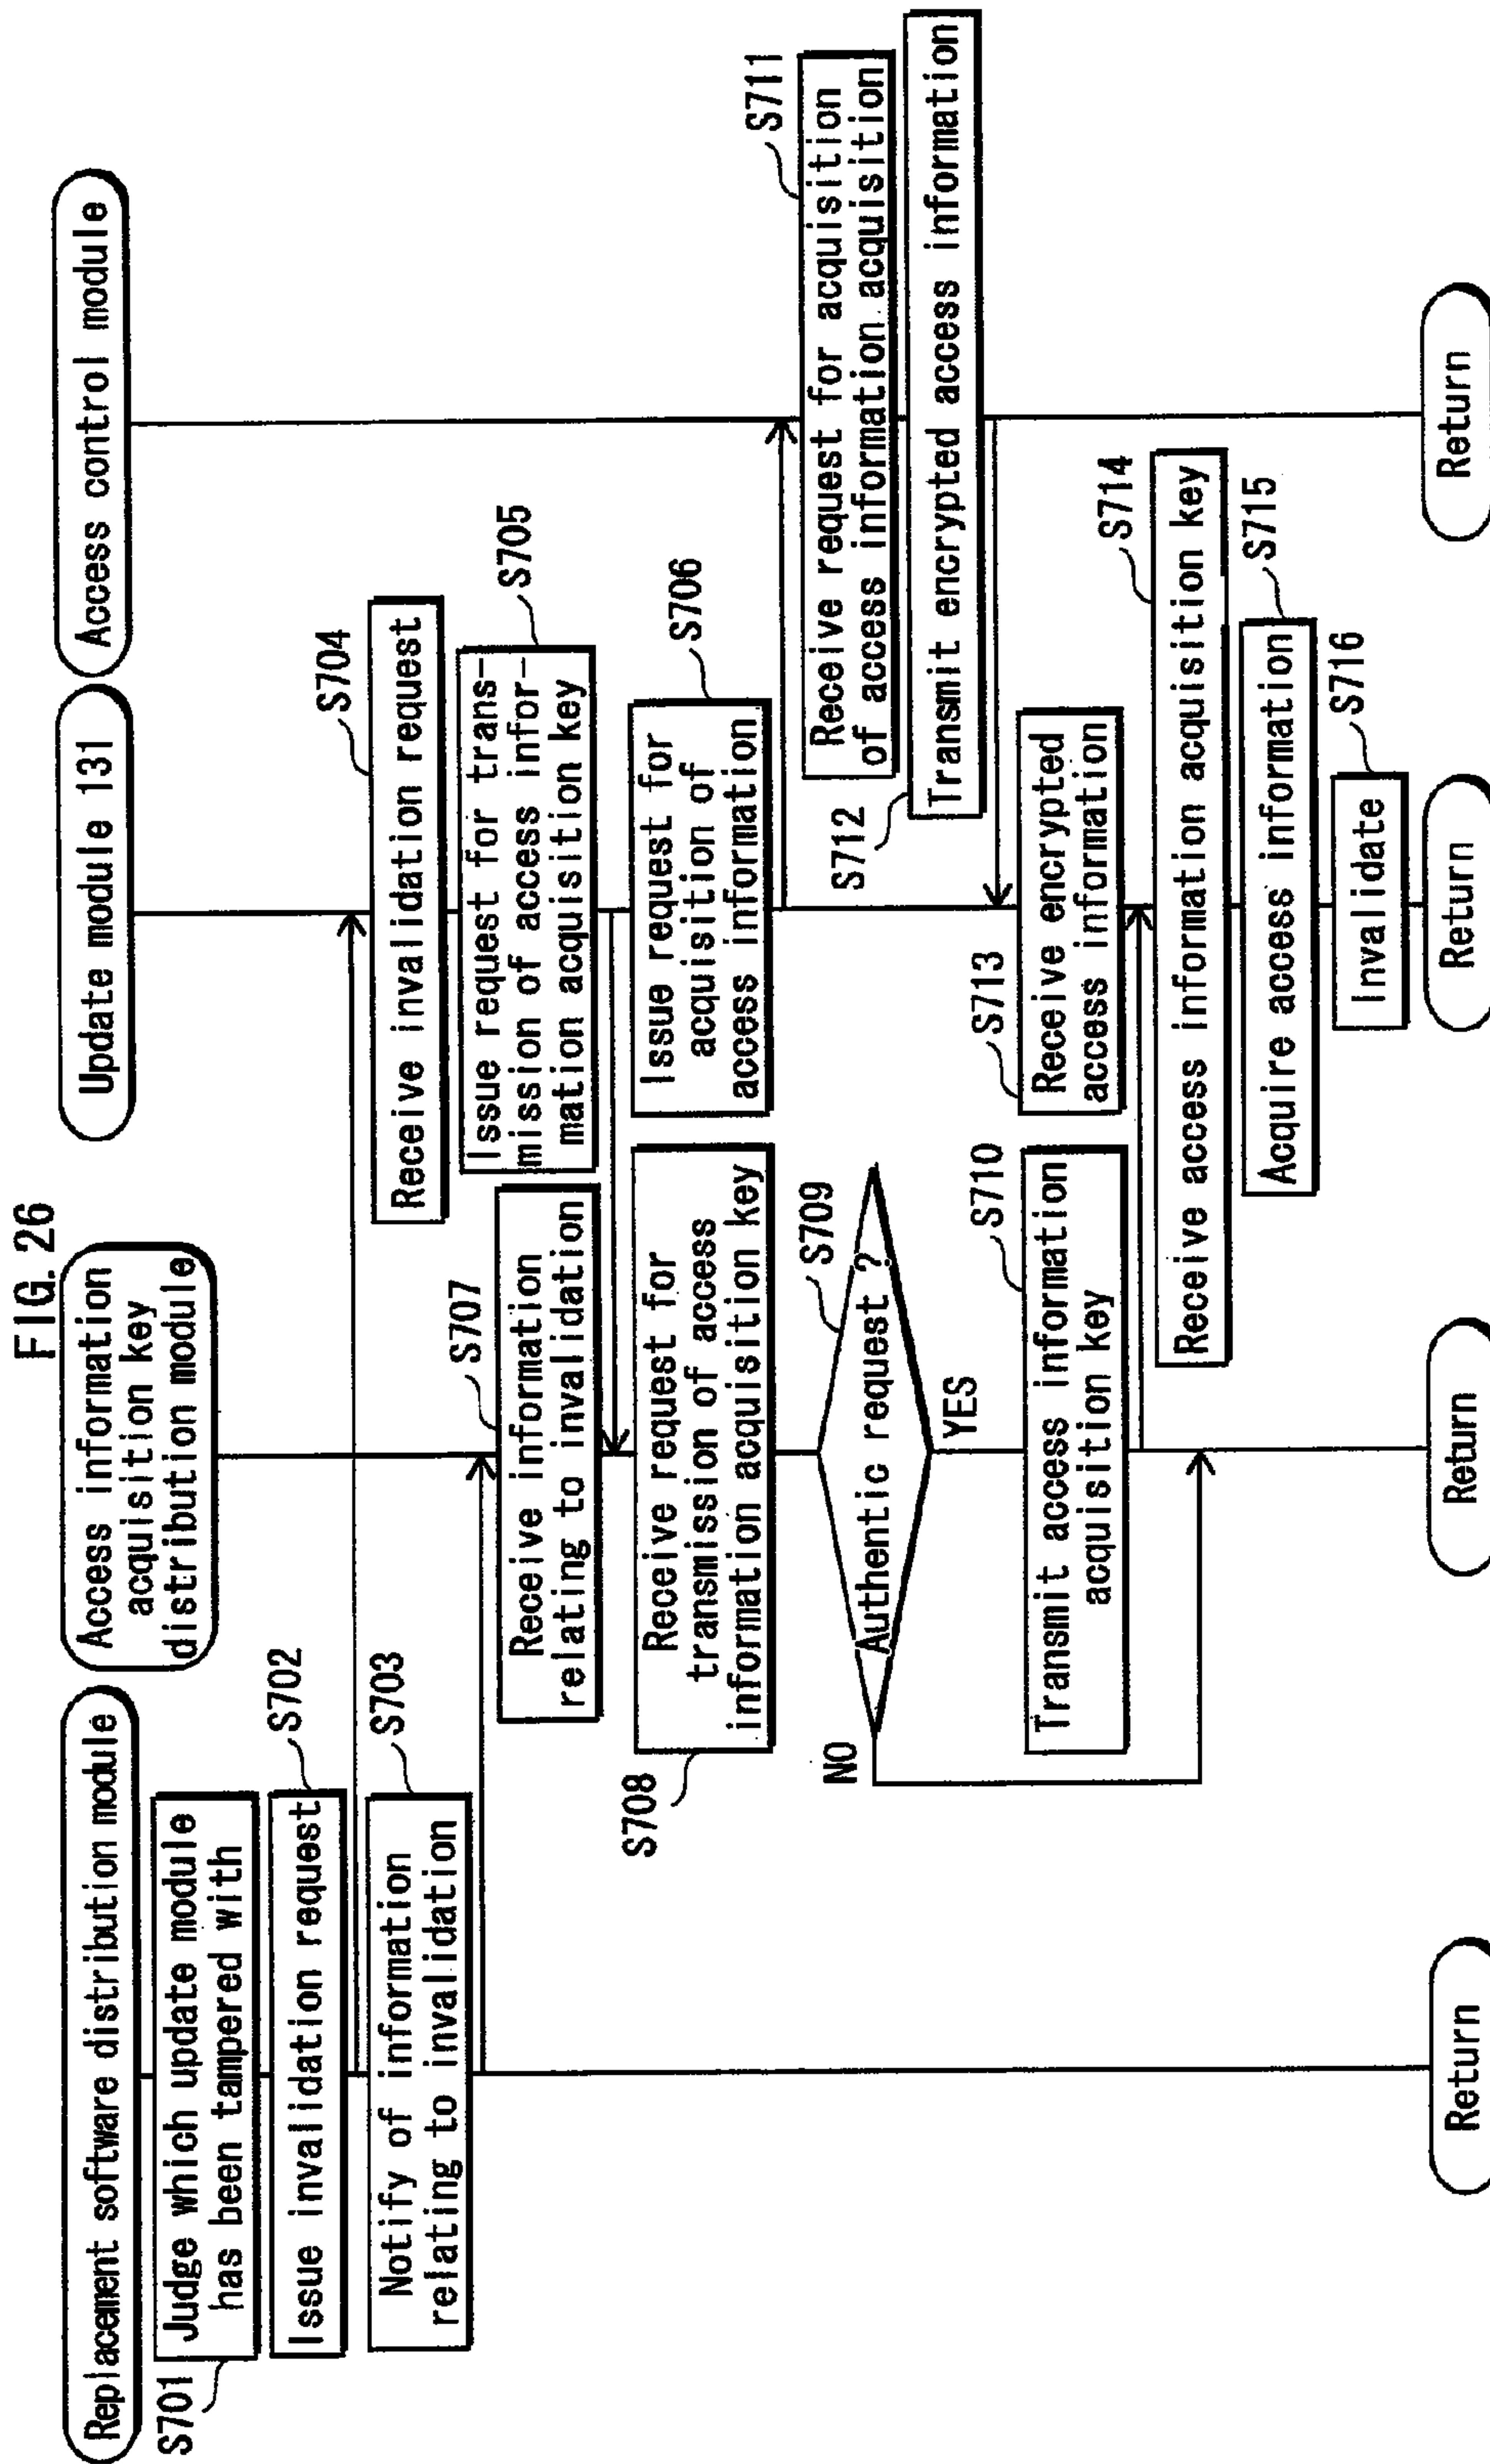 FIG. 26
Replacement software distribution module
S701
Judge which update module
has been tampered with
S702
Issue invalidation request
S703
Notify of information
relating to invalidation
Return
Access information
acquisition key
distribution module
S707
Receive information
relating to invalidation
S708
Receive request for
transmission of access
information acquisition key
S709
Authentic request ?
NO
YES
S710
Transmit access information
acquisition key
Return
Update module 131
S704
Receive invalidation request
S705
Issue request for trans-
mission of access infor-
mation acquisition key
S706
Issue request for
acquisition of
access information
S713
Receive encrypted
access information
S714
Receive access information acquisition key
S715
Acquire access information
S716
Invalidate
Return
Access control module
S711
Receive request for acquisition
of access information acquisition
S712
Transmit encrypted access information
Return